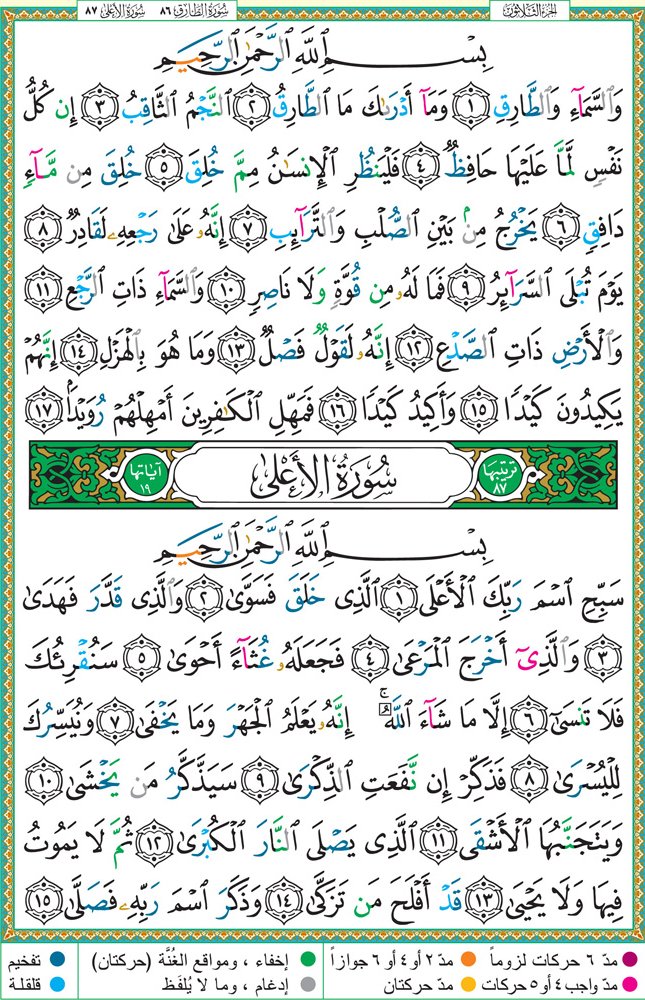 الجزء الثلاثون سورة الطارق ٨٦ سورة الأعلى ٨٧
بِسْمِ ٱللَّهِ ٱلرَّحْمَٰنِ ٱلرَّحِيمِ
وَٱلسَّمَآءِ وَٱلطَّارِقِ ١ وَمَآ أَدْرَىٰكَ مَا ٱلطَّارِقُ ٢ ٱلنَّجْمُ ٱلثَّاقِبُ ٣ إِن كُلُّ
نَفْسٍ لَّمَّا عَلَيْهَا حَافِظٌ ٤ فَلْيَنظُرِ ٱلْإِنسَٰنُ مِمَّ خُلِقَ ٥ خُلِقَ مِن مَّآءٍ
دَافِقٍ ٦ يَخْرُجُ مِنۢ بَيْنِ ٱلصُّلْبِ وَٱلتَّرَآئِبِ ٧ إِنَّهُۥ عَلَىٰ رَجْعِهِۦ لَقَادِرٌ ٨
يَوْمَ تُبْلَى ٱلسَّرَآئِرُ ٩ فَمَا لَهُۥ مِن قُوَّةٍ وَلَا نَاصِرٍ ١٠ وَٱلسَّمَآءِ ذَاتِ ٱلرَّجْعِ ١١
وَٱلْأَرْضِ ذَاتِ ٱلصَّدْعِ ١٢ إِنَّهُۥ لَقَوْلٌ فَصْلٌ ١٣ وَمَا هُوَ بِٱلْهَزْلِ ١٤ إِنَّهُمْ
يَكِيدُونَ كَيْدًا ١٥ وَأَكِيدُ كَيْدًا ١٦ فَمَهِّلِ ٱلْكَٰفِرِينَ أَمْهِلْهُمْ رُوَيْدًۢا ١٧
ترتيبها ٨٧ سُورَةُ الأَعْلَىٰ آياتها ١٩
بِسْمِ ٱللَّهِ ٱلرَّحْمَٰنِ ٱلرَّحِيمِ
سَبِّحِ ٱسْمَ رَبِّكَ ٱلْأَعْلَى ١ ٱلَّذِى خَلَقَ فَسَوَّىٰ ٢ وَٱلَّذِى قَدَّرَ فَهَدَىٰ
٣ وَٱلَّذِىٓ أَخْرَجَ ٱلْمَرْعَىٰ ٤ فَجَعَلَهُۥ غُثَآءً أَحْوَىٰ ٥ سَنُقْرِئُكَ
فَلَا تَنسَىٰٓ ٦ إِلَّا مَا شَآءَ ٱللَّهُ ۚ إِنَّهُۥ يَعْلَمُ ٱلْجَهْرَ وَمَا يَخْفَىٰ ٧ وَنُيَسِّرُكَ
لِلْيُسْرَىٰ ٨ فَذَكِّرْ إِن نَّفَعَتِ ٱلذِّكْرَىٰ ٩ سَيَذَّكَّرُ مَن يَخْشَىٰ ١٠
وَيَتَجَنَّبُهَا ٱلْأَشْقَى ١١ ٱلَّذِى يَصْلَى ٱلنَّارَ ٱلْكُبْرَىٰ ١٢ ثُمَّ لَا يَمُوتُ
فِيهَا وَلَا يَحْيَىٰ ١٣ قَدْ أَفْلَحَ مَن تَزَكَّىٰ ١٤ وَذَكَرَ ٱسْمَ رَبِّهِۦ فَصَلَّىٰ ١٥
مدّ ٦ حركات لزوماً مدّ ٢ أو ٤ أو ٦ جوازاً إخفاء ، ومواقع الغُنَّة (حركتان) تفخيم
مدّ واجب ٤ أو ٥ حركات مدّ حركتان إدغام ، وما لا يُلفَظ قلقلة